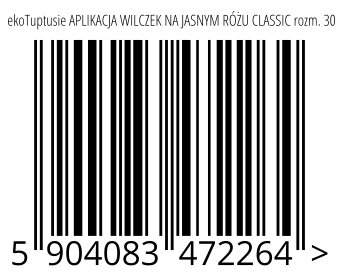 ekoTuptusie APLIKACJA WILCZEK NA JASNYM RÓŻU CLASSIC rozm. 30
5 904083 472264 >